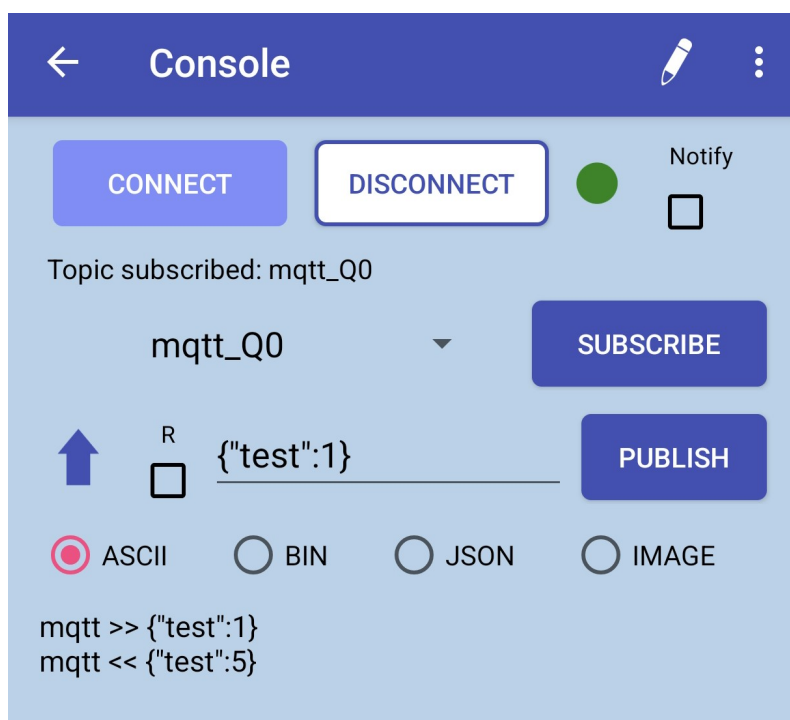 Console
CONNECT
DISCONNECT
Notify
Topic subscribed: mqtt_Q0
mqtt_Q0
SUBSCRIBE
R
{"test":1}
PUBLISH
ASCII
BIN
JSON
IMAGE
mqtt >> {"test":1}
mqtt << {"test":5}